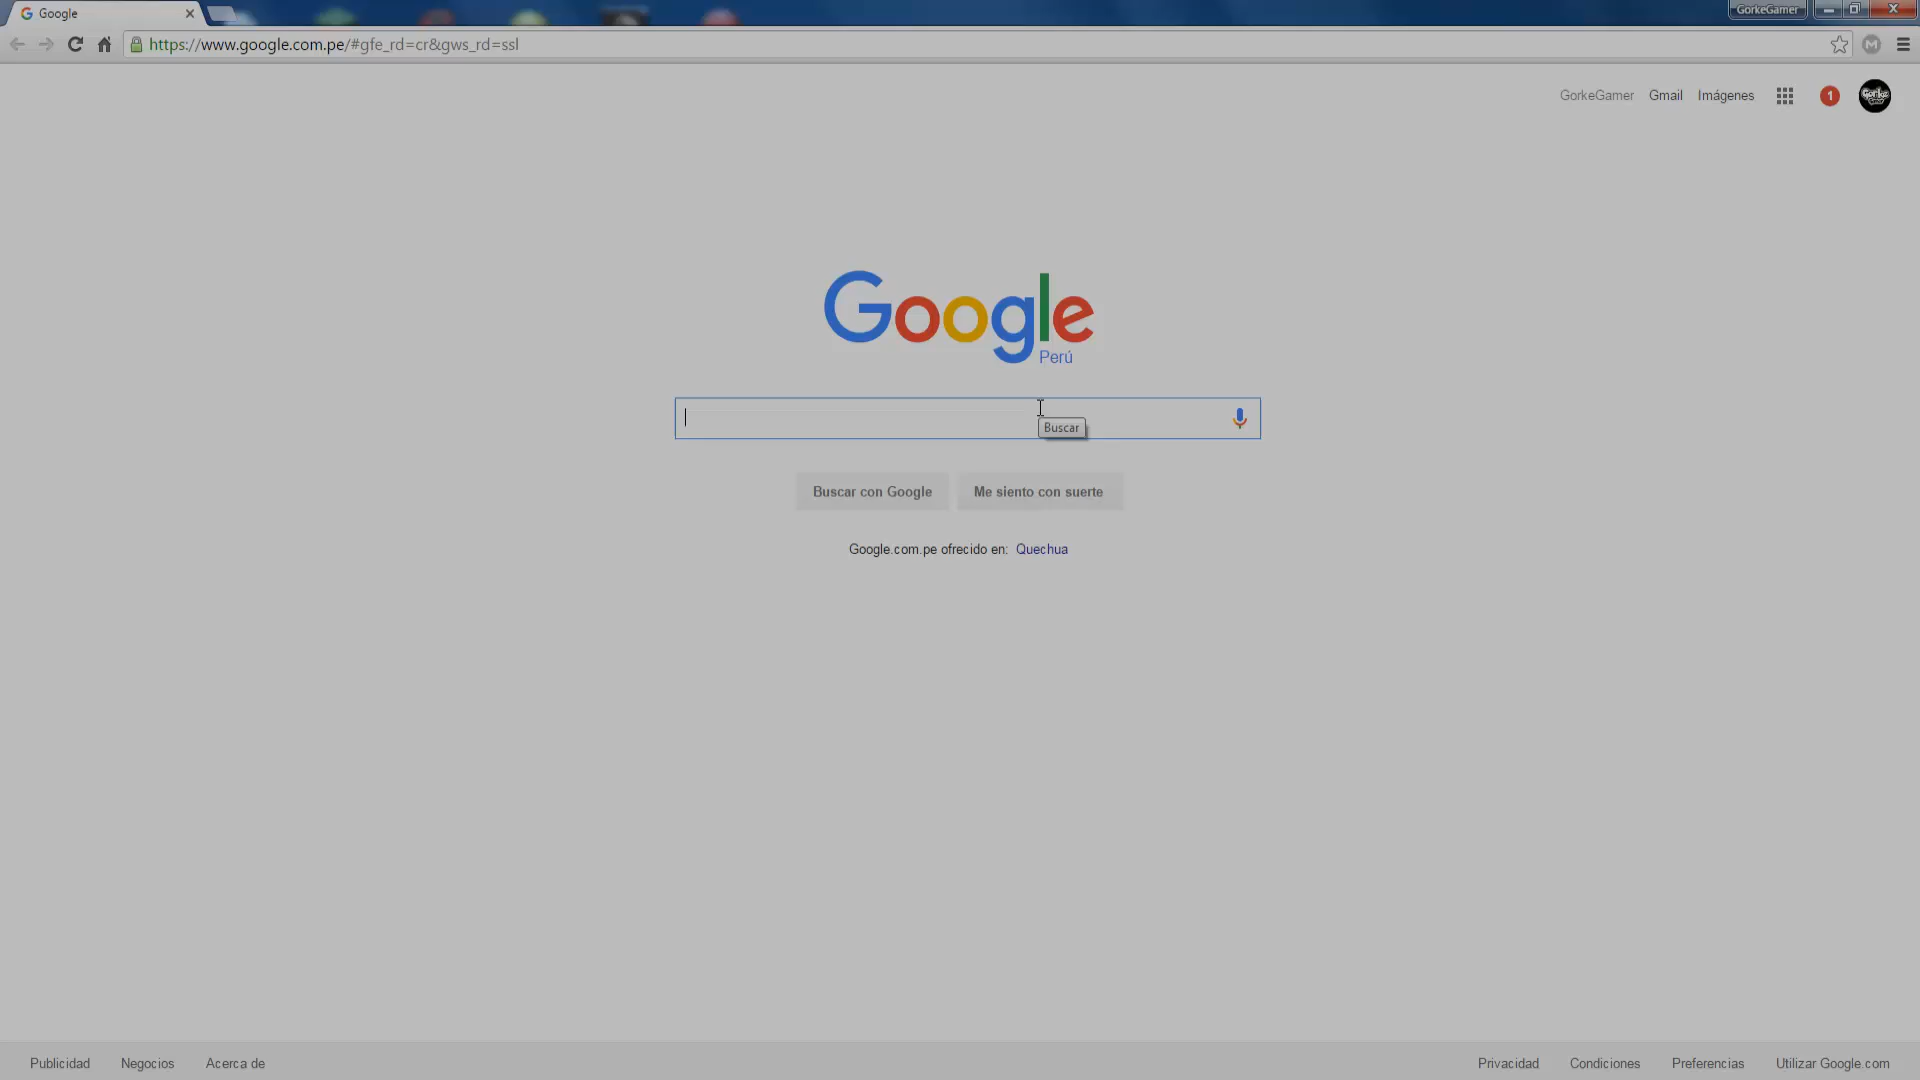 Google
GorkeGamer
https://www.google.com.pe/#gfe_rd=cr&gws_rd=ssl
GorkeGamer Gmail Imágenes 1
Google
Perú
Buscar
Buscar con Google Me siento con suerte
Google.com.pe ofrecido en: Quechua
Publicidad Negocios Acerca de Privacidad Condiciones Preferencias Utilizar Google.com